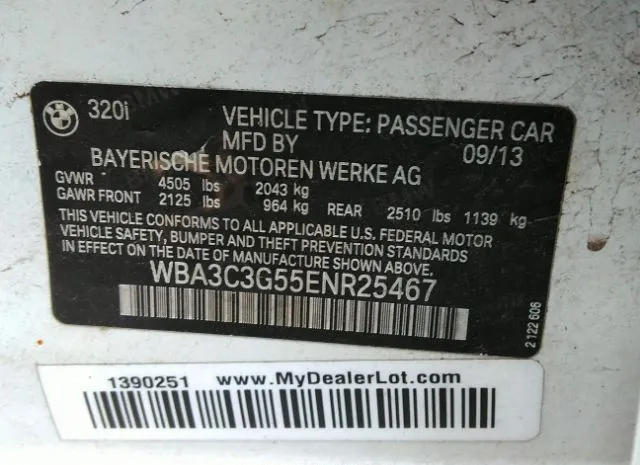 BMW
320i
VEHICLE TYPE: PASSENGER CAR
MFD BY 09/13
BAYERISCHE MOTOREN WERKE AG
GVWR 4505 lbs 2043 kg
GAWR FRONT 2125 lbs 964 kg REAR 2510 lbs 1139 kg
THIS VEHICLE CONFORMS TO ALL APPLICABLE U.S. FEDERAL MOTOR
VEHICLE SAFETY, BUMPER AND THEFT PREVENTION STANDARDS
IN EFFECT ON THE DATE OF MANUFACTURE SHOWN ABOVE.
WBA3C3G55ENR25467
2 122 606
1390251 www.MyDealerLot.com